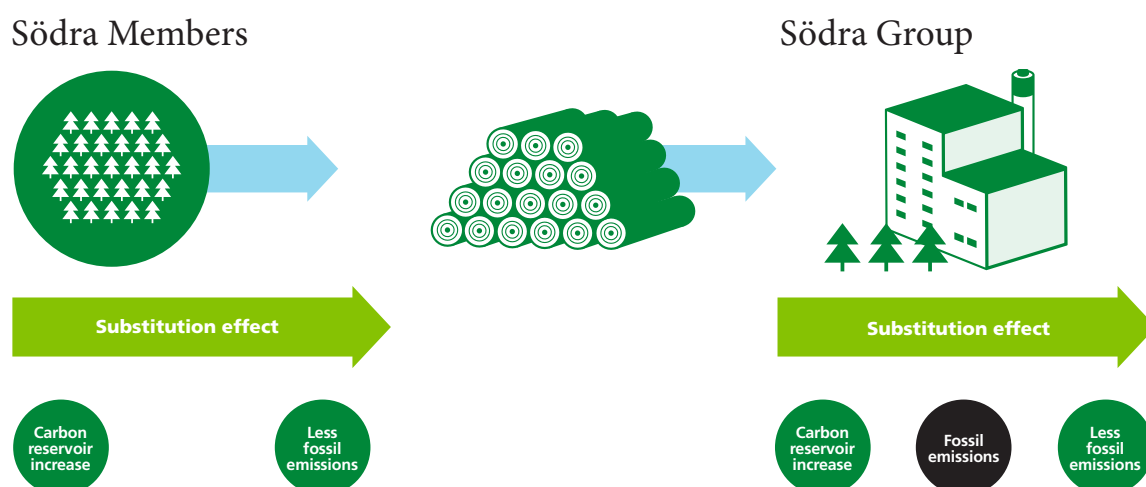 Södra Members
Södra Group
Substitution effect
Substitution effect
Carbon
reservoir
increase
Less
fossil
emissions
Carbon
reservoir
increase
Fossil
emissions
Less
fossil
emissions